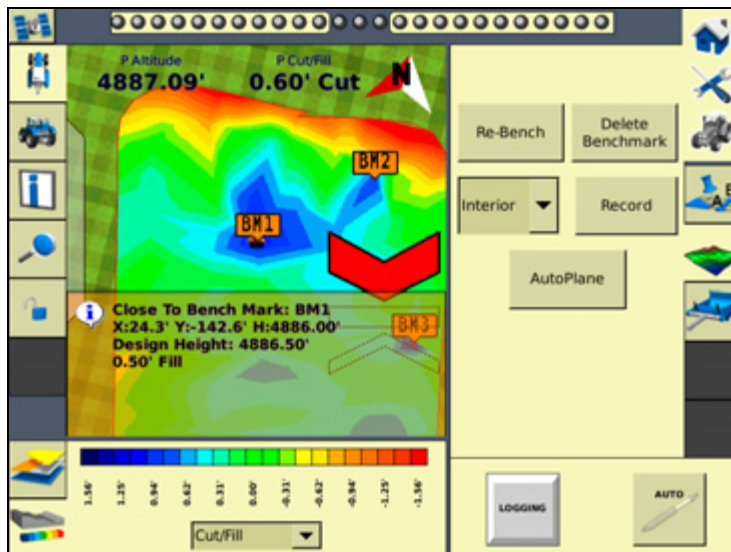 P Altitude
4887.09'
P Cut/Fill
0.60' Cut
N
BM2
BM1
Close To Bench Mark: BM1
X:24.3' Y:-142.6' H:4886.00'
Design Height: 4886.50'
0.50' Fill
BM3
1.56' 1.25' 0.94' 0.62' 0.31' 0.00' -0.31' -0.62' -0.94' -1.25' -1.56'
Cut/Fill
Re-Bench
Delete
Benchmark
Interior
Record
AutoPlane
A B
LOGGING
AUTO